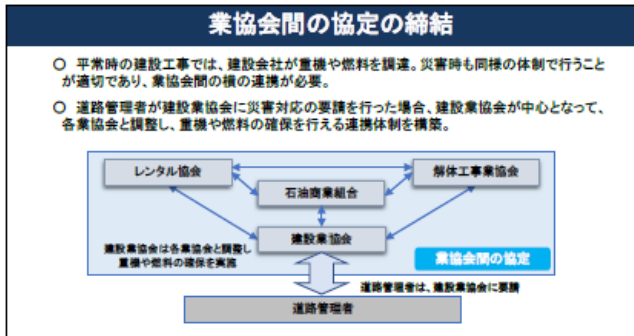 業協会間の協定の締結
○ 平常時の建設工事では、建設会社が重機や燃料を調達。災害時も同様の体制で行うこと
が適切であり、業協会間の横の連携が必要。
○ 道路管理者が建設業協会に災害対応の要請を行った場合、建設業協会が中心となって、
各業協会と調整し、重機や燃料の確保を行える連携体制を構築。
レンタル協会
解体工事業協会
石油商業組合
建設業協会
建設業協会は各業協会と調整し
重機や燃料の確保を実施
業協会間の協定
道路管理者は、建設業協会に要請
道路管理者